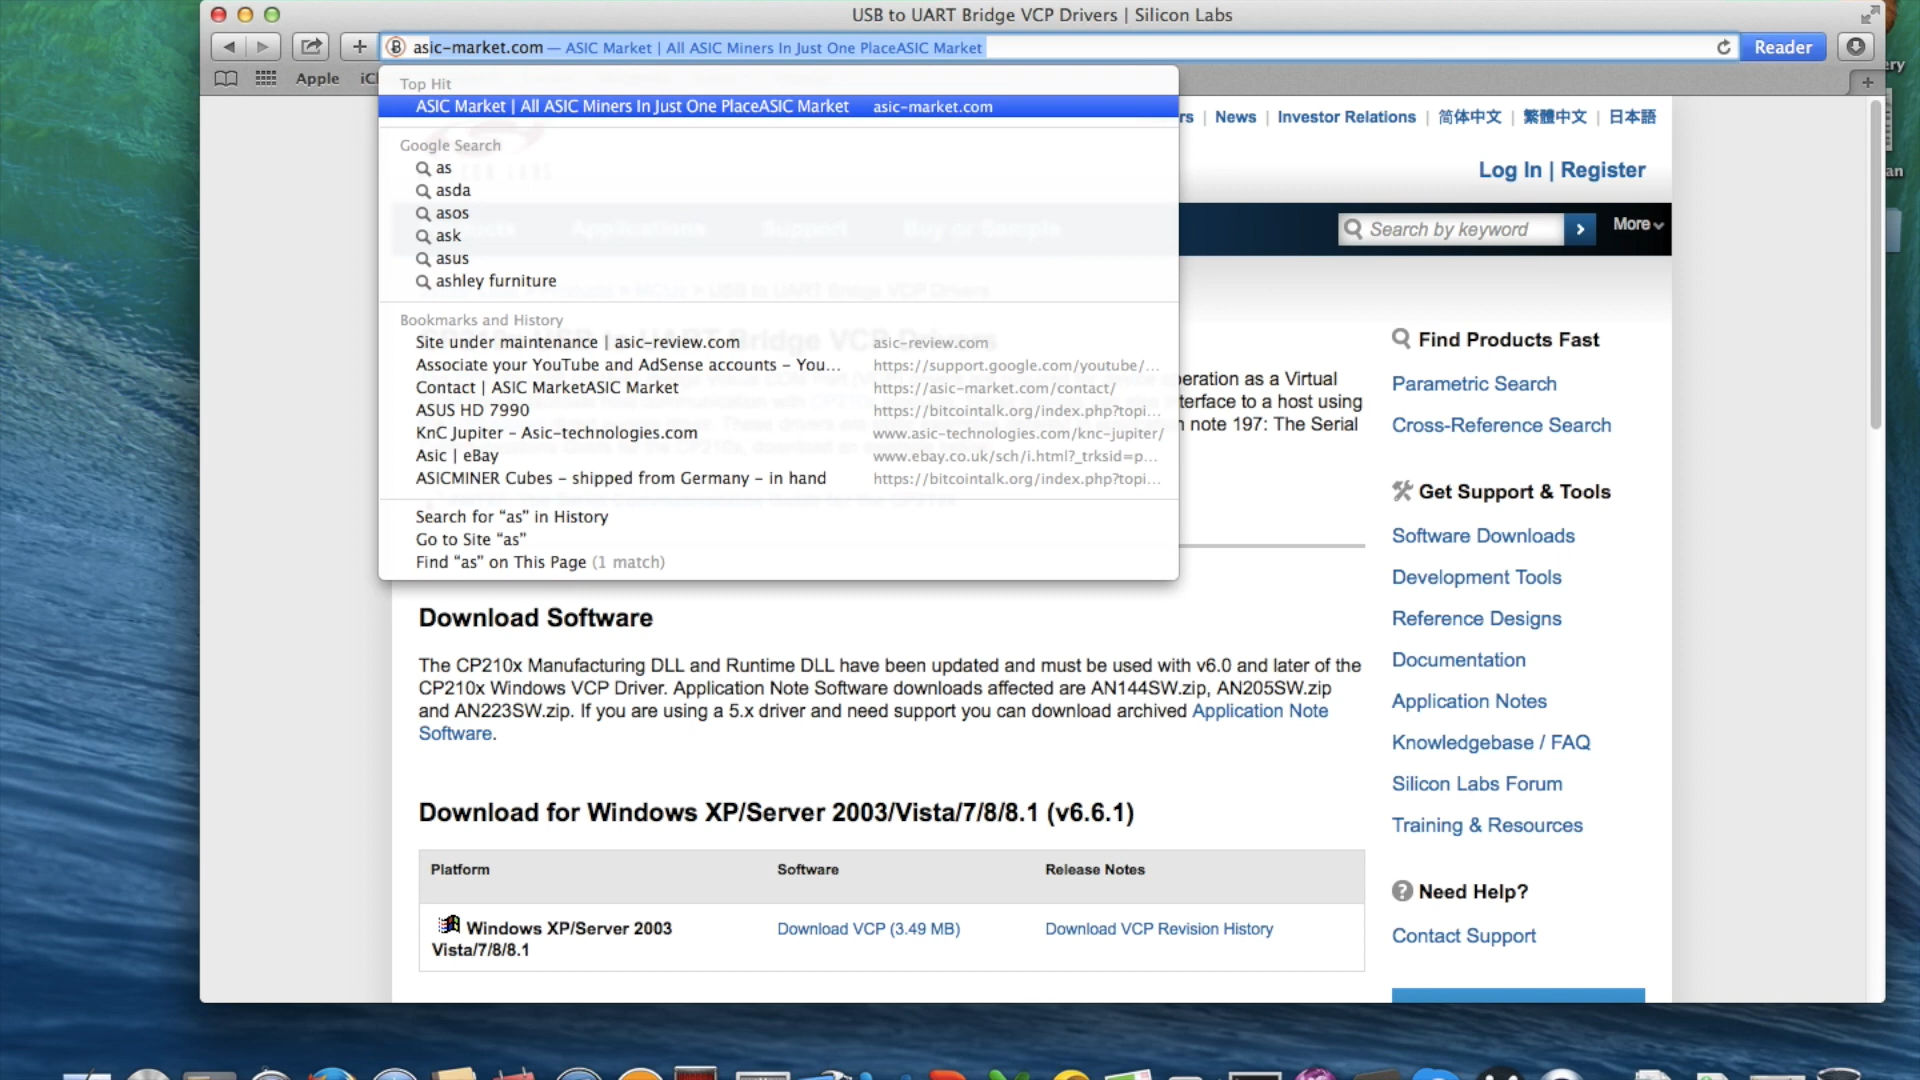 USB to UART Bridge VCP Drivers | Silicon Labs
asic-market.com — ASIC Market | All ASIC Miners In Just One PlaceASIC Market
Reader
Apple iCl
Top Hit
ASIC Market | All ASIC Miners In Just One PlaceASIC Market asic-market.com
rs | News | Investor Relations | 简体中文 | 繁體中文 | 日本語
Google Search
as
Log In | Register
asda
asos
Search by keyword
More
ask
asus
ashley furniture
Bookmarks and History
Site under maintenance | asic-review.com asic-review.com
Associate your YouTube and AdSense accounts – You... https://support.google.com/youtube/...
Contact | ASIC MarketASIC Market https://asic-market.com/contact/
ASUS HD 7990 https://bitcointalk.org/index.php?topi...
KnC Jupiter – Asic-technologies.com www.asic-technologies.com/knc-jupiter/
Asic | eBay www.ebay.co.uk/sch/i.html?_trksid=p...
ASICMINER Cubes – shipped from Germany – in hand https://bitcointalk.org/index.php?topi...
Search for “as” in History
Go to Site “as”
Find “as” on This Page (1 match)
eration as a Virtual
terface to a host using
note 197: The Serial
Download Software
The CP210x Manufacturing DLL and Runtime DLL have been updated and must be used with v6.0 and later of the
CP210x Windows VCP Driver. Application Note Software downloads affected are AN144SW.zip, AN205SW.zip
and AN223SW.zip. If you are using a 5.x driver and need support you can download archived Application Note
Software.
Download for Windows XP/Server 2003/Vista/7/8/8.1 (v6.6.1)
Platform Software Release Notes
Windows XP/Server 2003 Download VCP (3.49 MB) Download VCP Revision History
Vista/7/8/8.1
Find Products Fast
Parametric Search
Cross-Reference Search
Get Support & Tools
Software Downloads
Development Tools
Reference Designs
Documentation
Application Notes
Knowledgebase / FAQ
Silicon Labs Forum
Training & Resources
Need Help?
Contact Support
ry
an